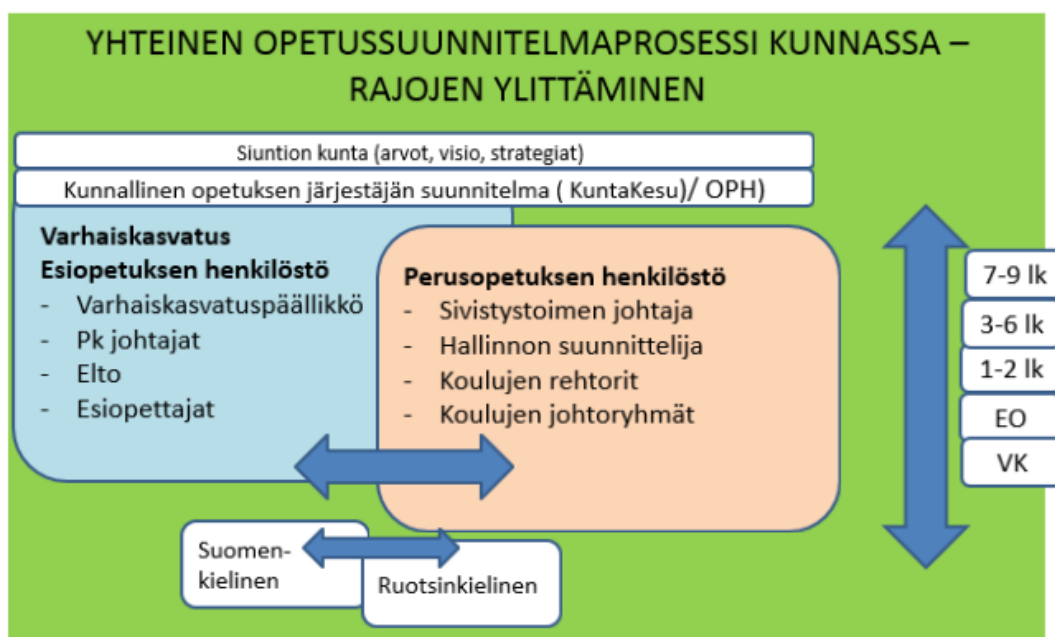 YHTEINEN OPETUSSUUNNITELMAPROSESSI KUNNASSA –
RAJOJEN YLITTÄMINEN
Siuntion kunta (arvot, visio, strategiat)
Kunnallinen opetuksen järjestäjän suunnitelma ( KuntaKesu)/ OPH)
Varhaiskasvatus
Esiopetuksen henkilöstö
- Varhaiskasvatuspäällikkö
- Pk johtajat
- Elto
- Esiopettajat
Perusopetuksen henkilöstö
- Sivistystoimen johtaja
- Hallinnon suunnittelija
- Koulujen rehtorit
- Koulujen johtoryhmät
7-9 lk
3-6 lk
1-2 lk
EO
VK
Suomen-
kielinen
Ruotsinkielinen